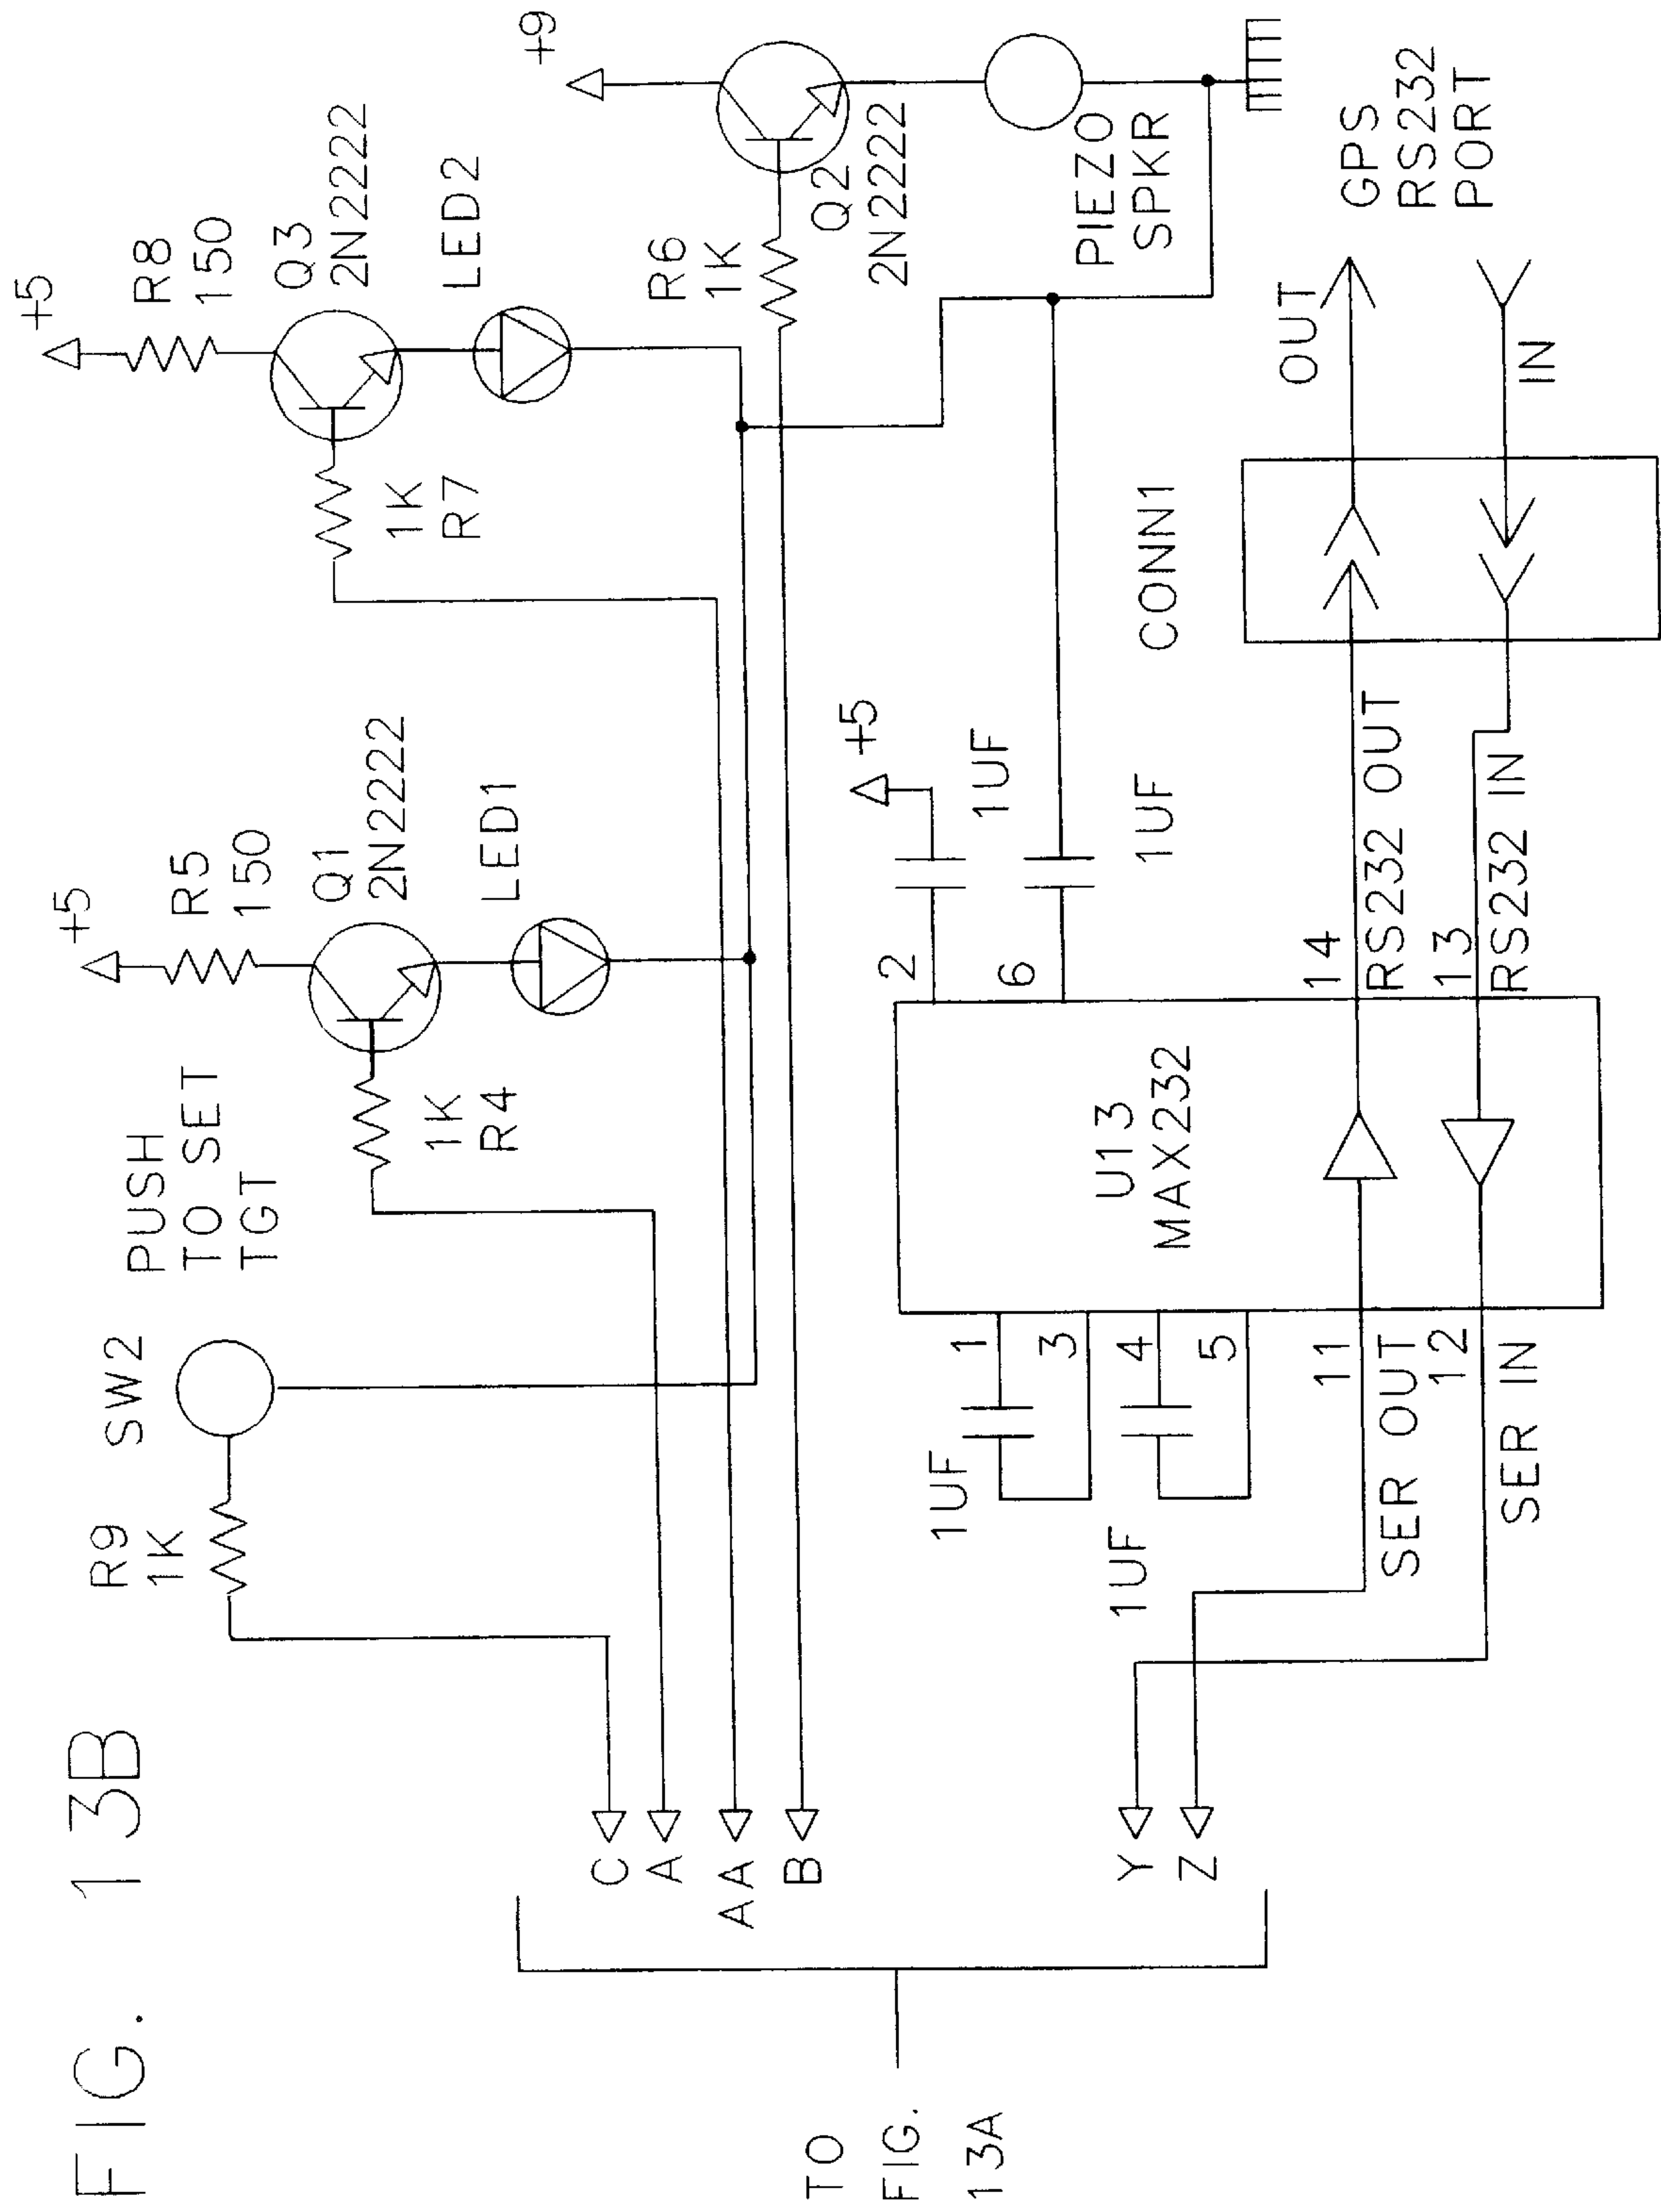 FIG. 13B
+5
R8
150
Q3
2N2222
LED2
1K
R7
+9
R6
1K
Q2
2N2222
PIEZO
SPKR
+5
R5
150
Q1
2N2222
LED1
1K
R4
PUSH
TO SET
TGT
SW2
R9
1K
C
A
AA
B
Y
Z
TO
FIG.
13A
+5
1UF
1UF
2
6
U13
MAX232
1
3
4
5
1UF
1UF
11
SER OUT
12
SER IN
14
RS232 OUT
13
RS232 IN
CONN1
OUT
IN
GPS
RS232
PORT